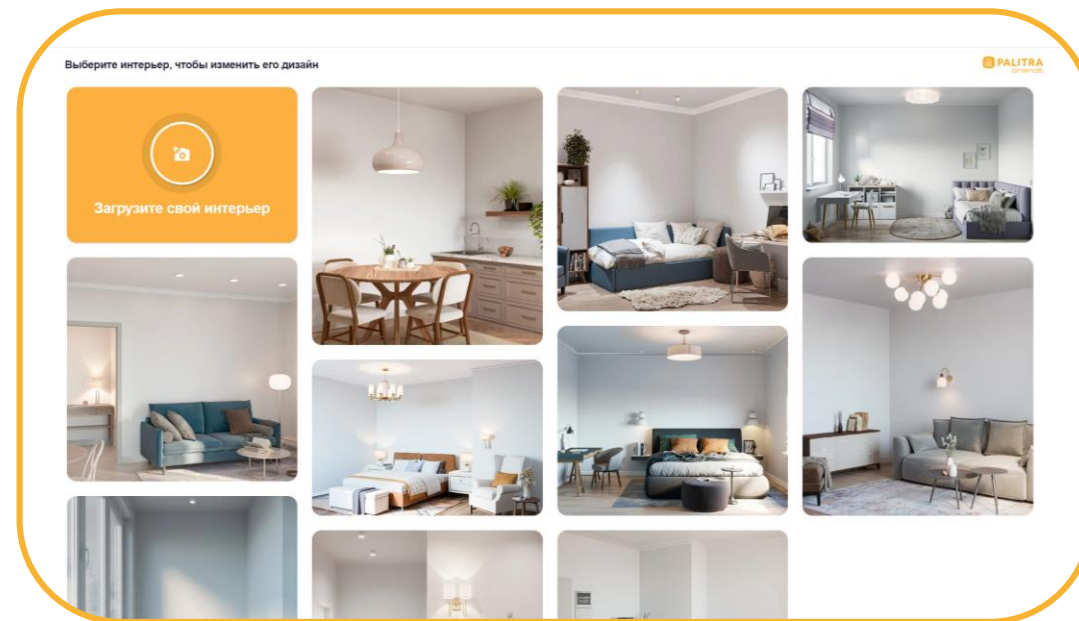 Выберите интерьер, чтобы изменить его дизайн
PALITRA
brands
Загрузите свой интерьер